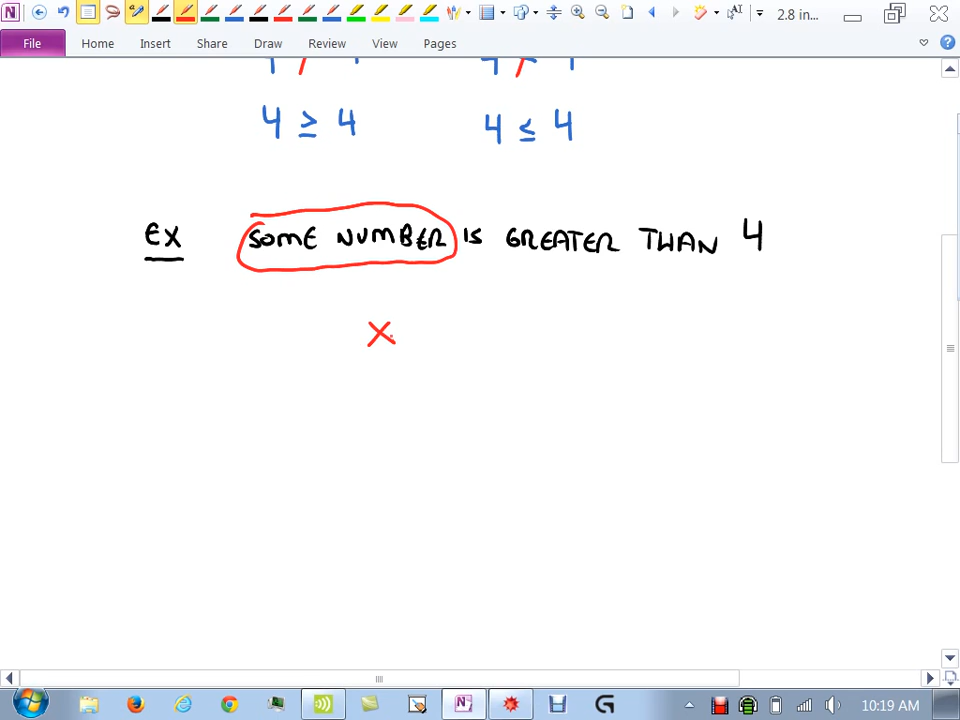 2.8 in...
File Home Insert Share Draw Review View Pages
4 ≥ 4 4 ≤ 4
ex SOME NUMBER IS GREATER THAN 4
X
10:19 AM